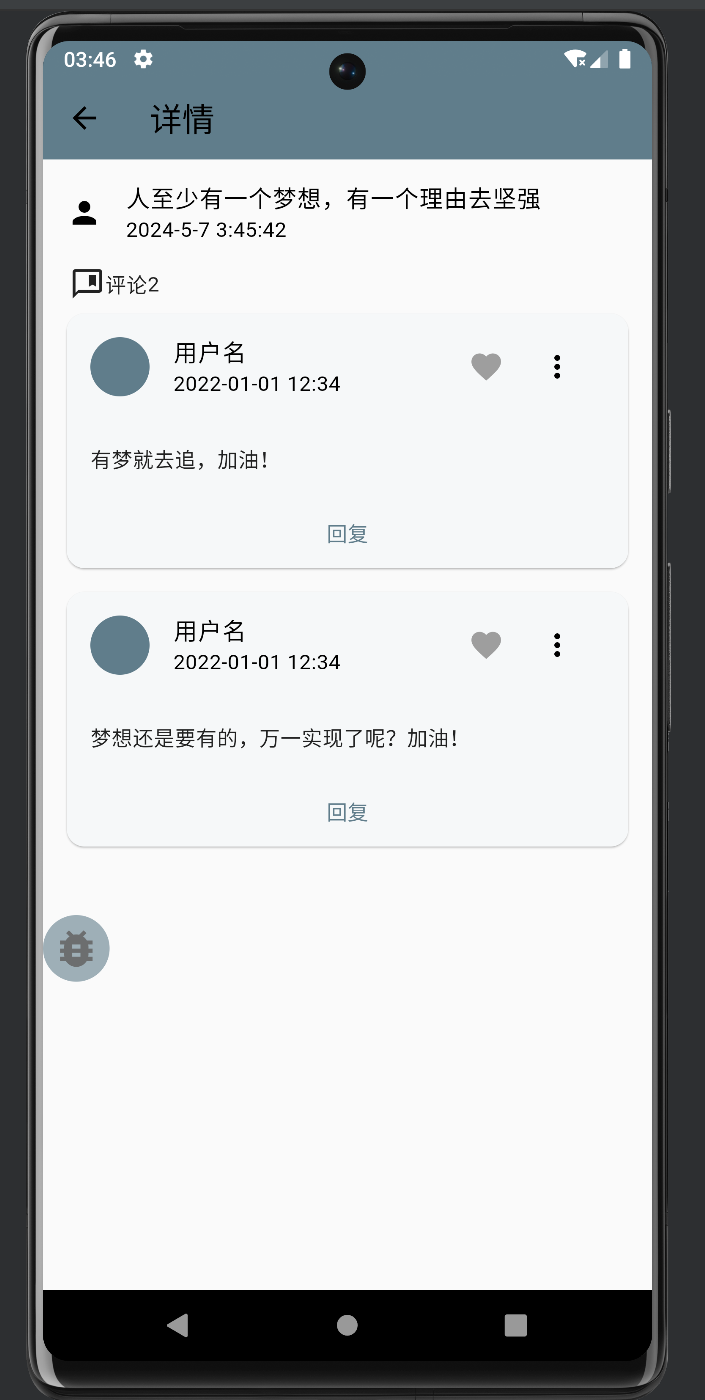 03:46
详情
人至少有一个梦想，有一个理由去坚强
2024-5-7 3:45:42
评论2
用户名
2022-01-01 12:34
有梦就去追，加油！
回复
用户名
2022-01-01 12:34
梦想还是要有的，万一实现了呢？加油！
回复